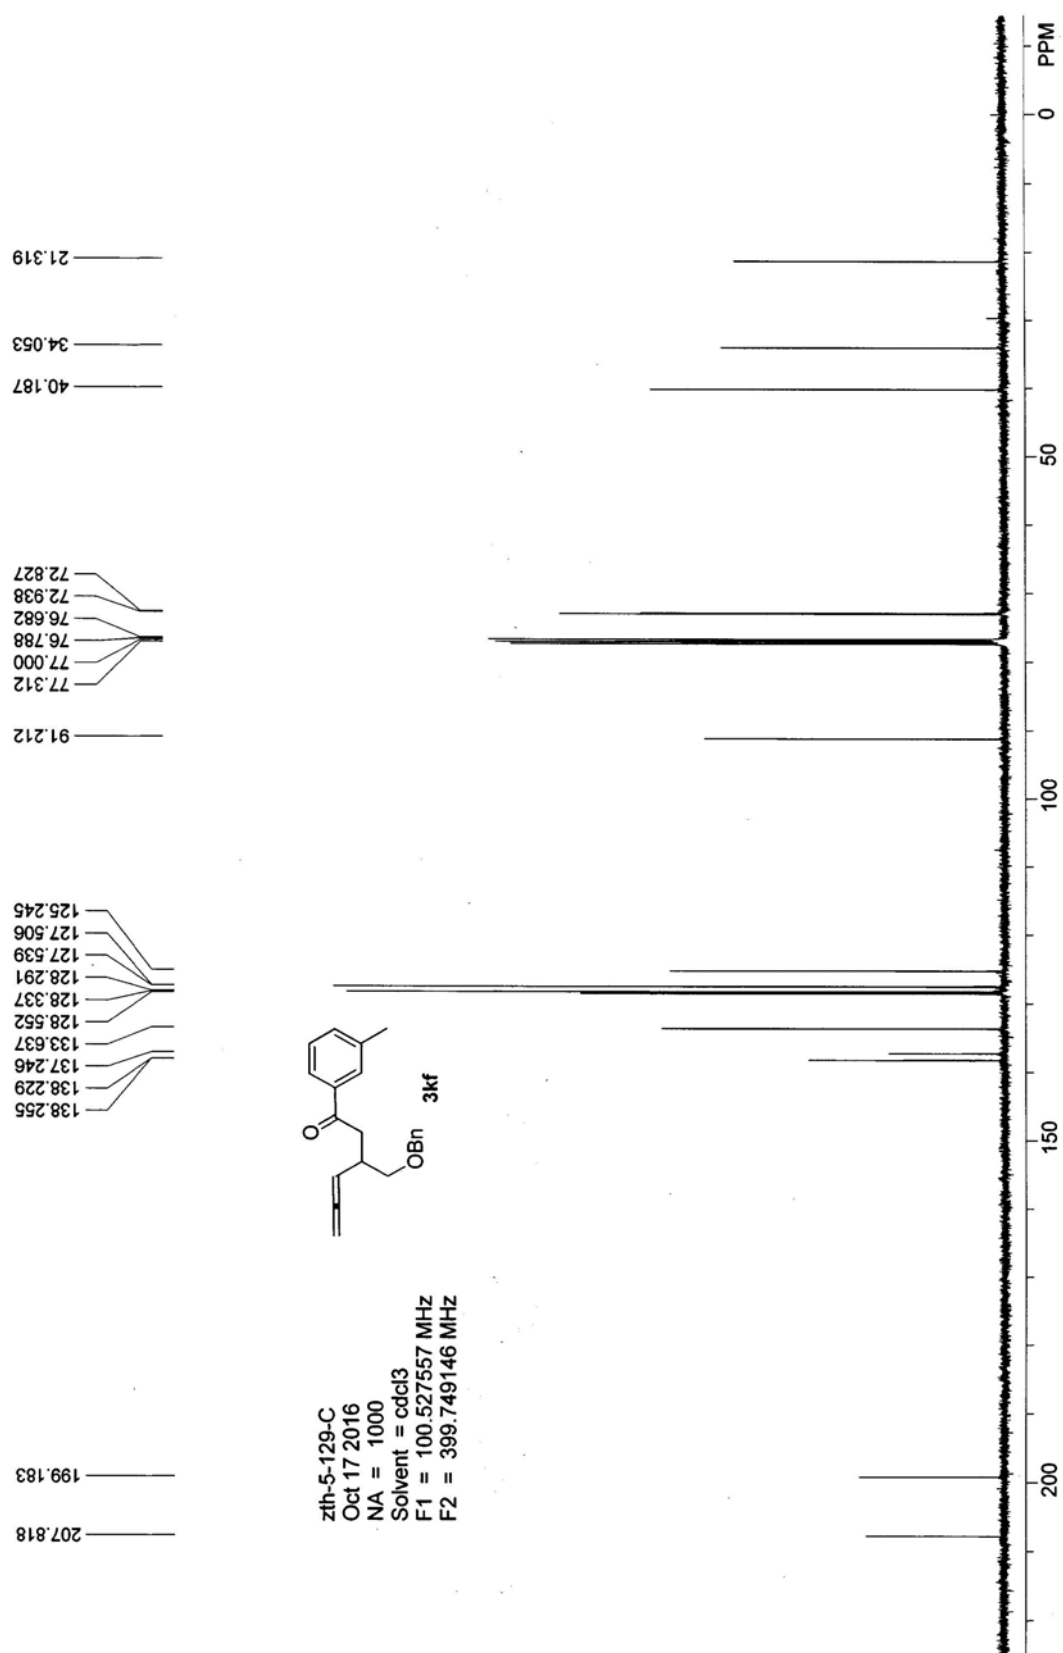 207.818
199.183
138.255
138.229
137.246
133.637
128.552
128.337
128.291
127.539
127.506
125.245
91.212
77.312
77.000
76.788
76.682
72.938
72.827
40.187
34.053
21.319
zth-5-129-C
Oct 17 2016
NA = 1000
Solvent = cdcl3
F1 = 100.527557 MHz
F2 = 399.749146 MHz
O
OBn
3kf
200
150
100
50
0
PPM